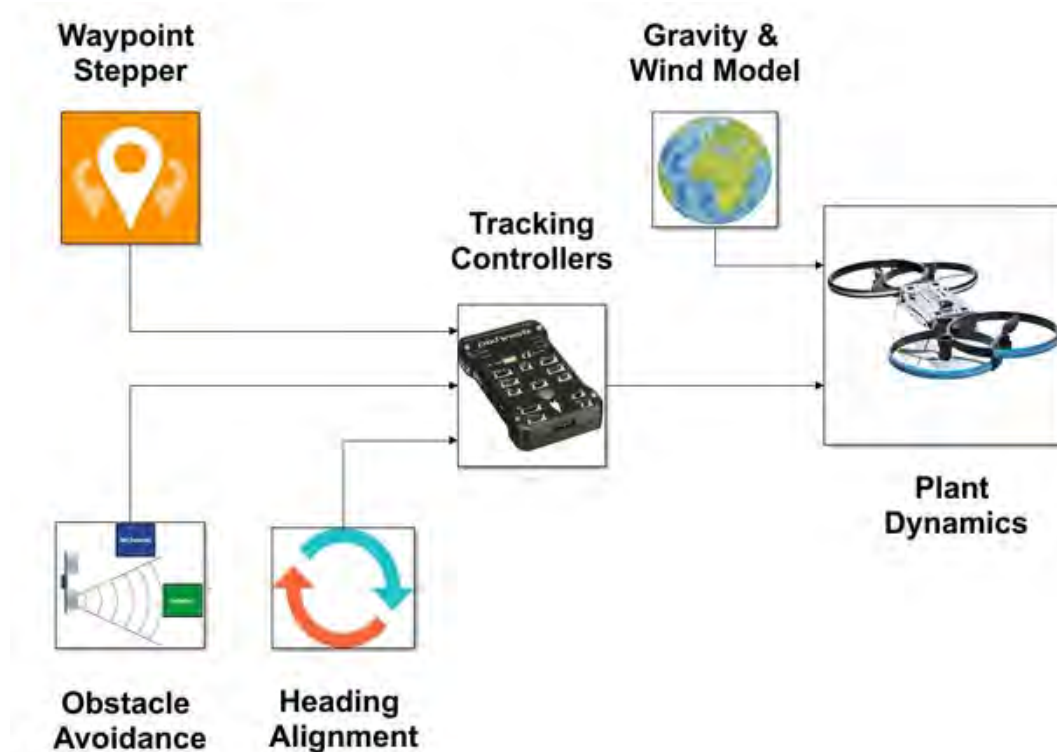 Waypoint
Stepper
Gravity &
Wind Model
Tracking
Controllers
Plant
Dynamics
Obstacle
Avoidance
Heading
Alignment